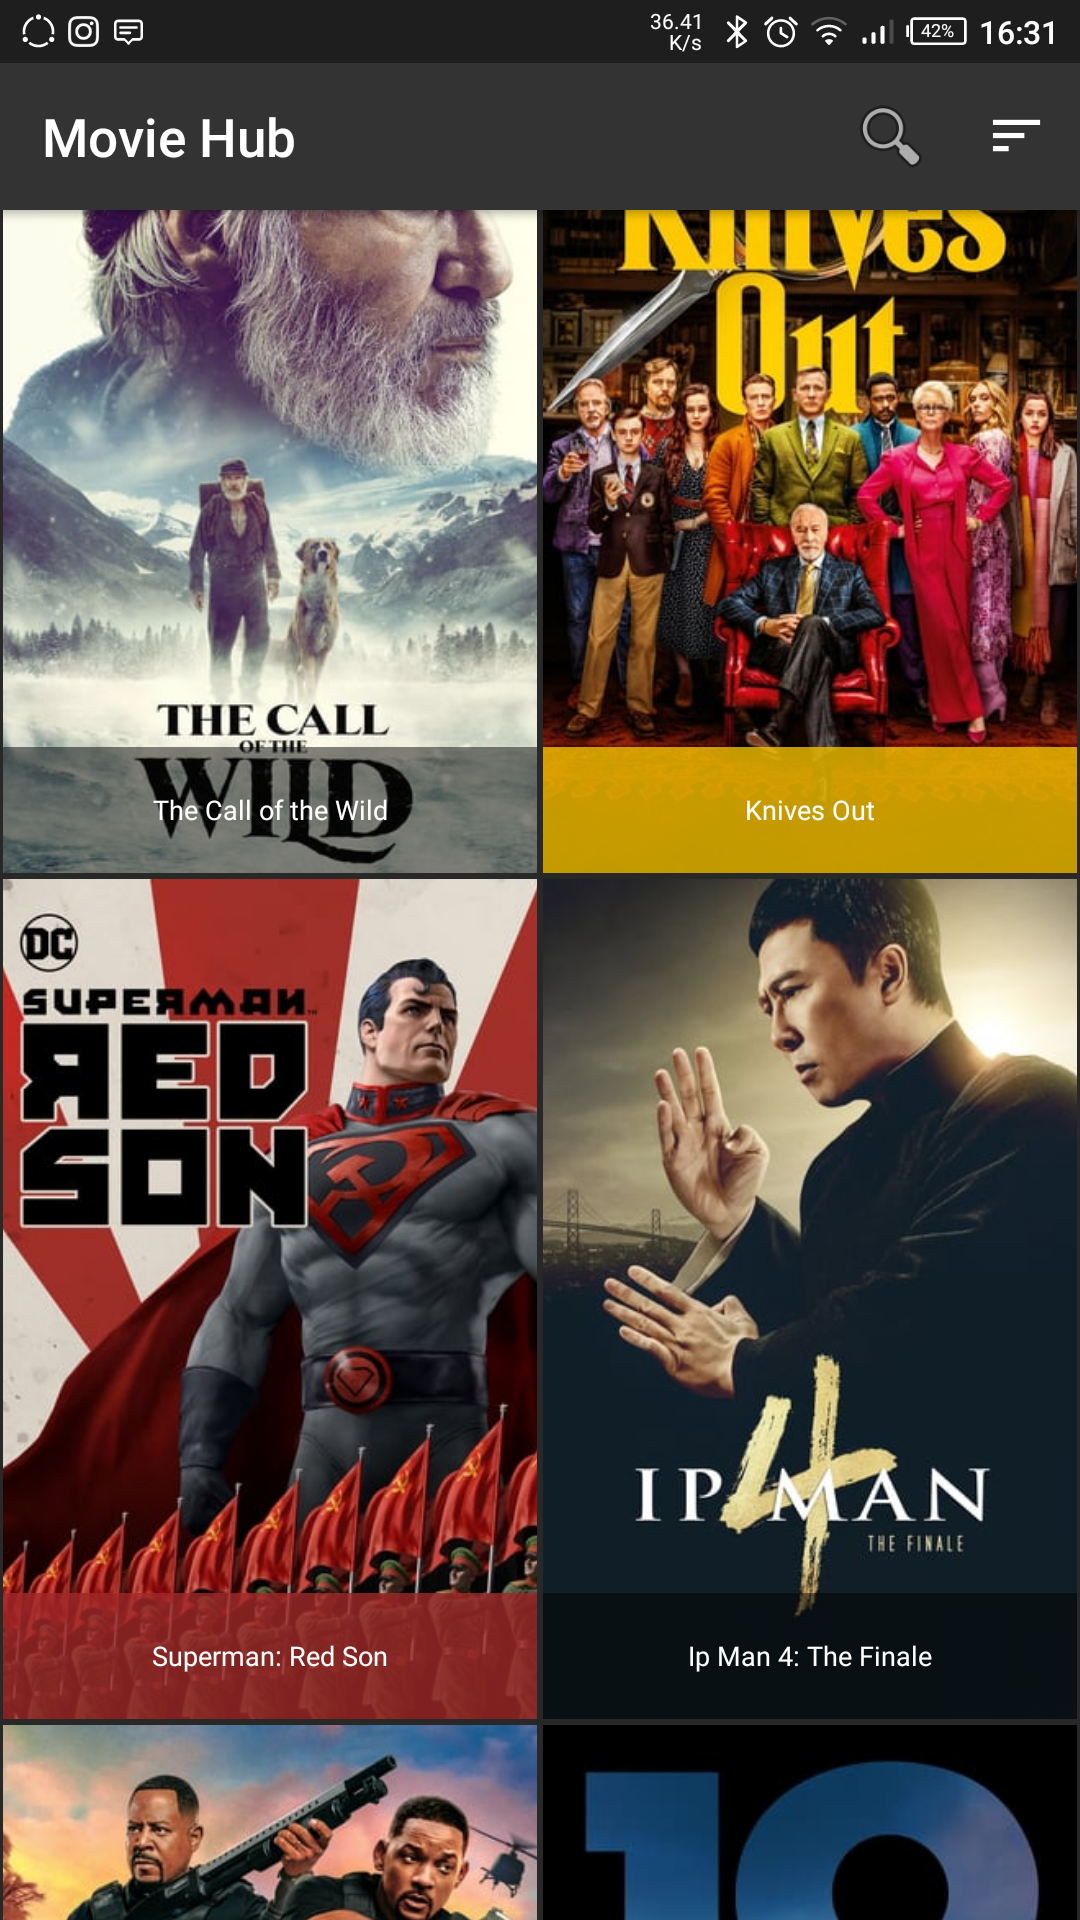 36.41
K/s
42%
16:31
Movie Hub
Knives
Out
THE CALL
OF THE
WILD
The Call of the Wild
Knives Out
DC
SUPERMAN
RED
SON
IP MAN
4
THE FINALE
Superman: Red Son
Ip Man 4: The Finale
19